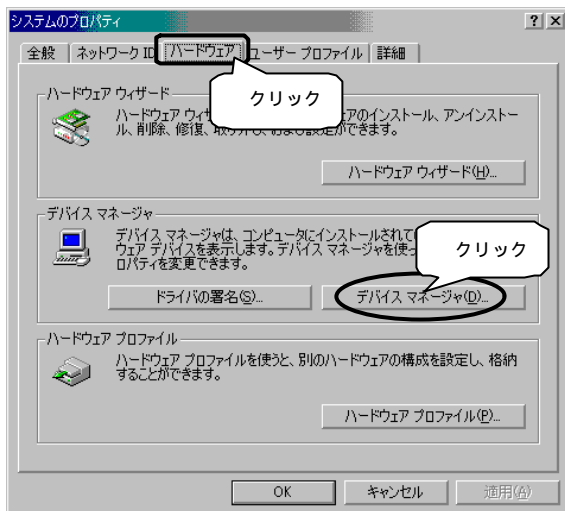 システムのプロパティ
全般 ネットワーク ID ハードウェア ユーザー プロファイル 詳細
クリック
ハードウェア ウィザード
ハードウェア ウィザ アのインストール、アンインストー
ル、削除、修復、取り外し、および設定ができます。
ハードウェア ウィザード(H)...
デバイス マネージャ
デバイス マネージャは、コンピュータにインストールされて
ウェア デバイスを表示します。デバイス マネージャを使っ
ロパティを変更できます。
クリック
ドライバの署名(S)...
デバイス マネージャ(D)...
ハードウェア プロファイル
ハードウェア プロファイルを使うと、別のハードウェアの構成を設定し、格納
することができます。
ハードウェア プロファイル(P)...
OK キャンセル 適用(A)